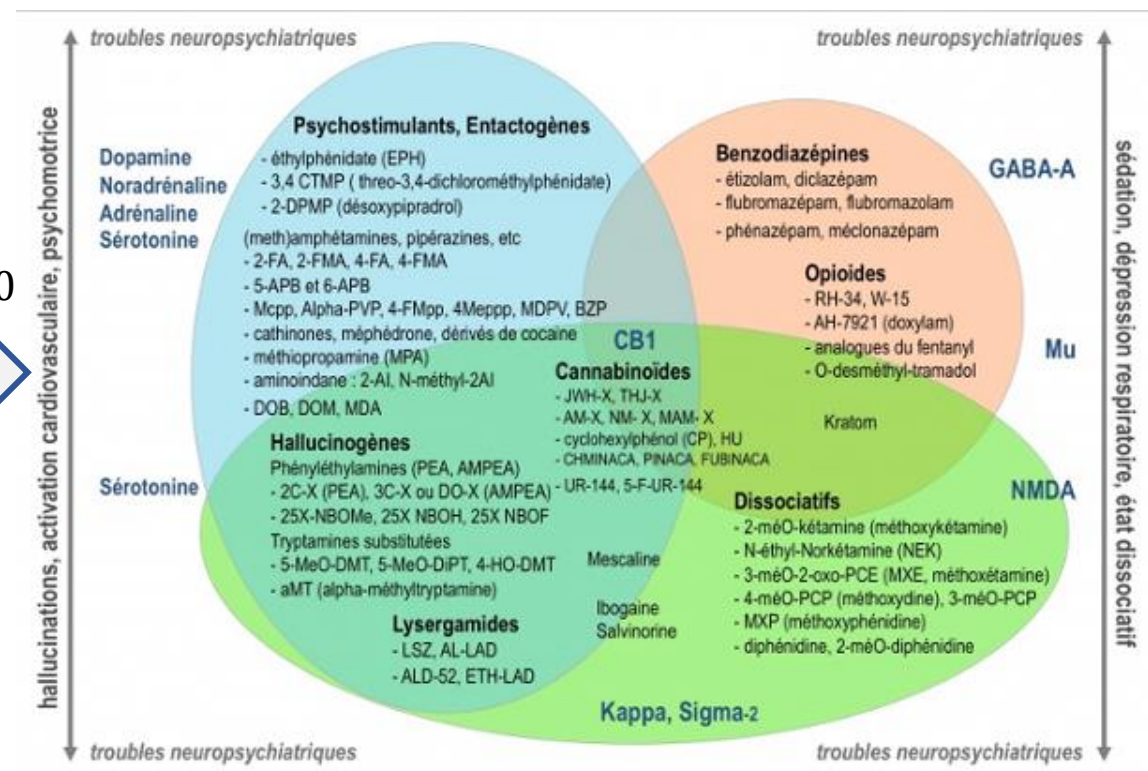 troubles neuropsychiatriques
troubles neuropsychiatriques
hallucinations, activation cardiovasculaire, psychomotrice
sédation, dépression respiratoire, état dissociatif
0
Dopamine
Noradrénaline
Adrénaline
Sérotonine
Psychostimulants, Entactogènes
- éthylphénidate (EPH)
- 3,4 CTMP ( threo-3,4-dichlorométhylphénidate)
- 2-DPMP (désoxypipradrol)
(meth)amphétamines, pipérazines, etc
- 2-FA, 2-FMA, 4-FA, 4-FMA
- 5-APB et 6-APB
- Mcpp, Alpha-PVP, 4-FMpp, 4Meppp, MDPV, BZP
- cathinones, méphédrone, dérivés de cocaine
- méthiopropamine (MPA)
- aminoindane : 2-AI, N-méthyl-2AI
- DOB, DOM, MDA
Benzodiazépines
- étizolam, diclazépam
- flubromazépam, flubromazolam
- phénazépam, méclonazépam
GABA-A
Opioides
- RH-34, W-15
- AH-7921 (doxylam)
- analogues du fentanyl
- O-desméthyl-tramadol
Mu
Kratom
CB1
Cannabinoïdes
- JWH-X, THJ-X
- AM-X, NM- X, MAM- X
- cyclohexylphénol (CP), HU
- CHMINACA, PINACA, FUBINACA
- UR-144, 5-F-UR-144
Sérotonine
Hallucinogènes
Phényléthylamines (PEA, AMPEA)
- 2C-X (PEA), 3C-X ou DO-X (AMPEA)
- 25X-NBOMe, 25X NBOH, 25X NBOF
Tryptamines substitutées
- 5-MeO-DMT, 5-MeO-DiPT, 4-HO-DMT
- aMT (alpha-méthyltryptamine)
Lysergamides
- LSZ, AL-LAD
- ALD-52, ETH-LAD
Mescaline
Ibogaine
Salvinorine
NMDA
Dissociatifs
- 2-méO-kétamine (méthoxykétamine)
- N-éthyl-Norkétamine (NEK)
- 3-méO-2-oxo-PCE (MXE, méthoxétamine)
- 4-méO-PCP (méthoxydine), 3-méO-PCP
- MXP (méthoxyphénidine)
- diphénidine, 2-méO-diphénidine
Kappa, Sigma-2
troubles neuropsychiatriques
troubles neuropsychiatriques